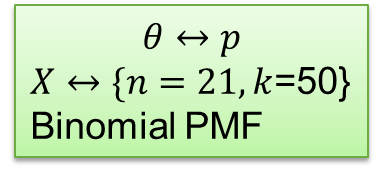 θ ↔ p
X ↔ {n = 21, k=50}
Binomial PMF